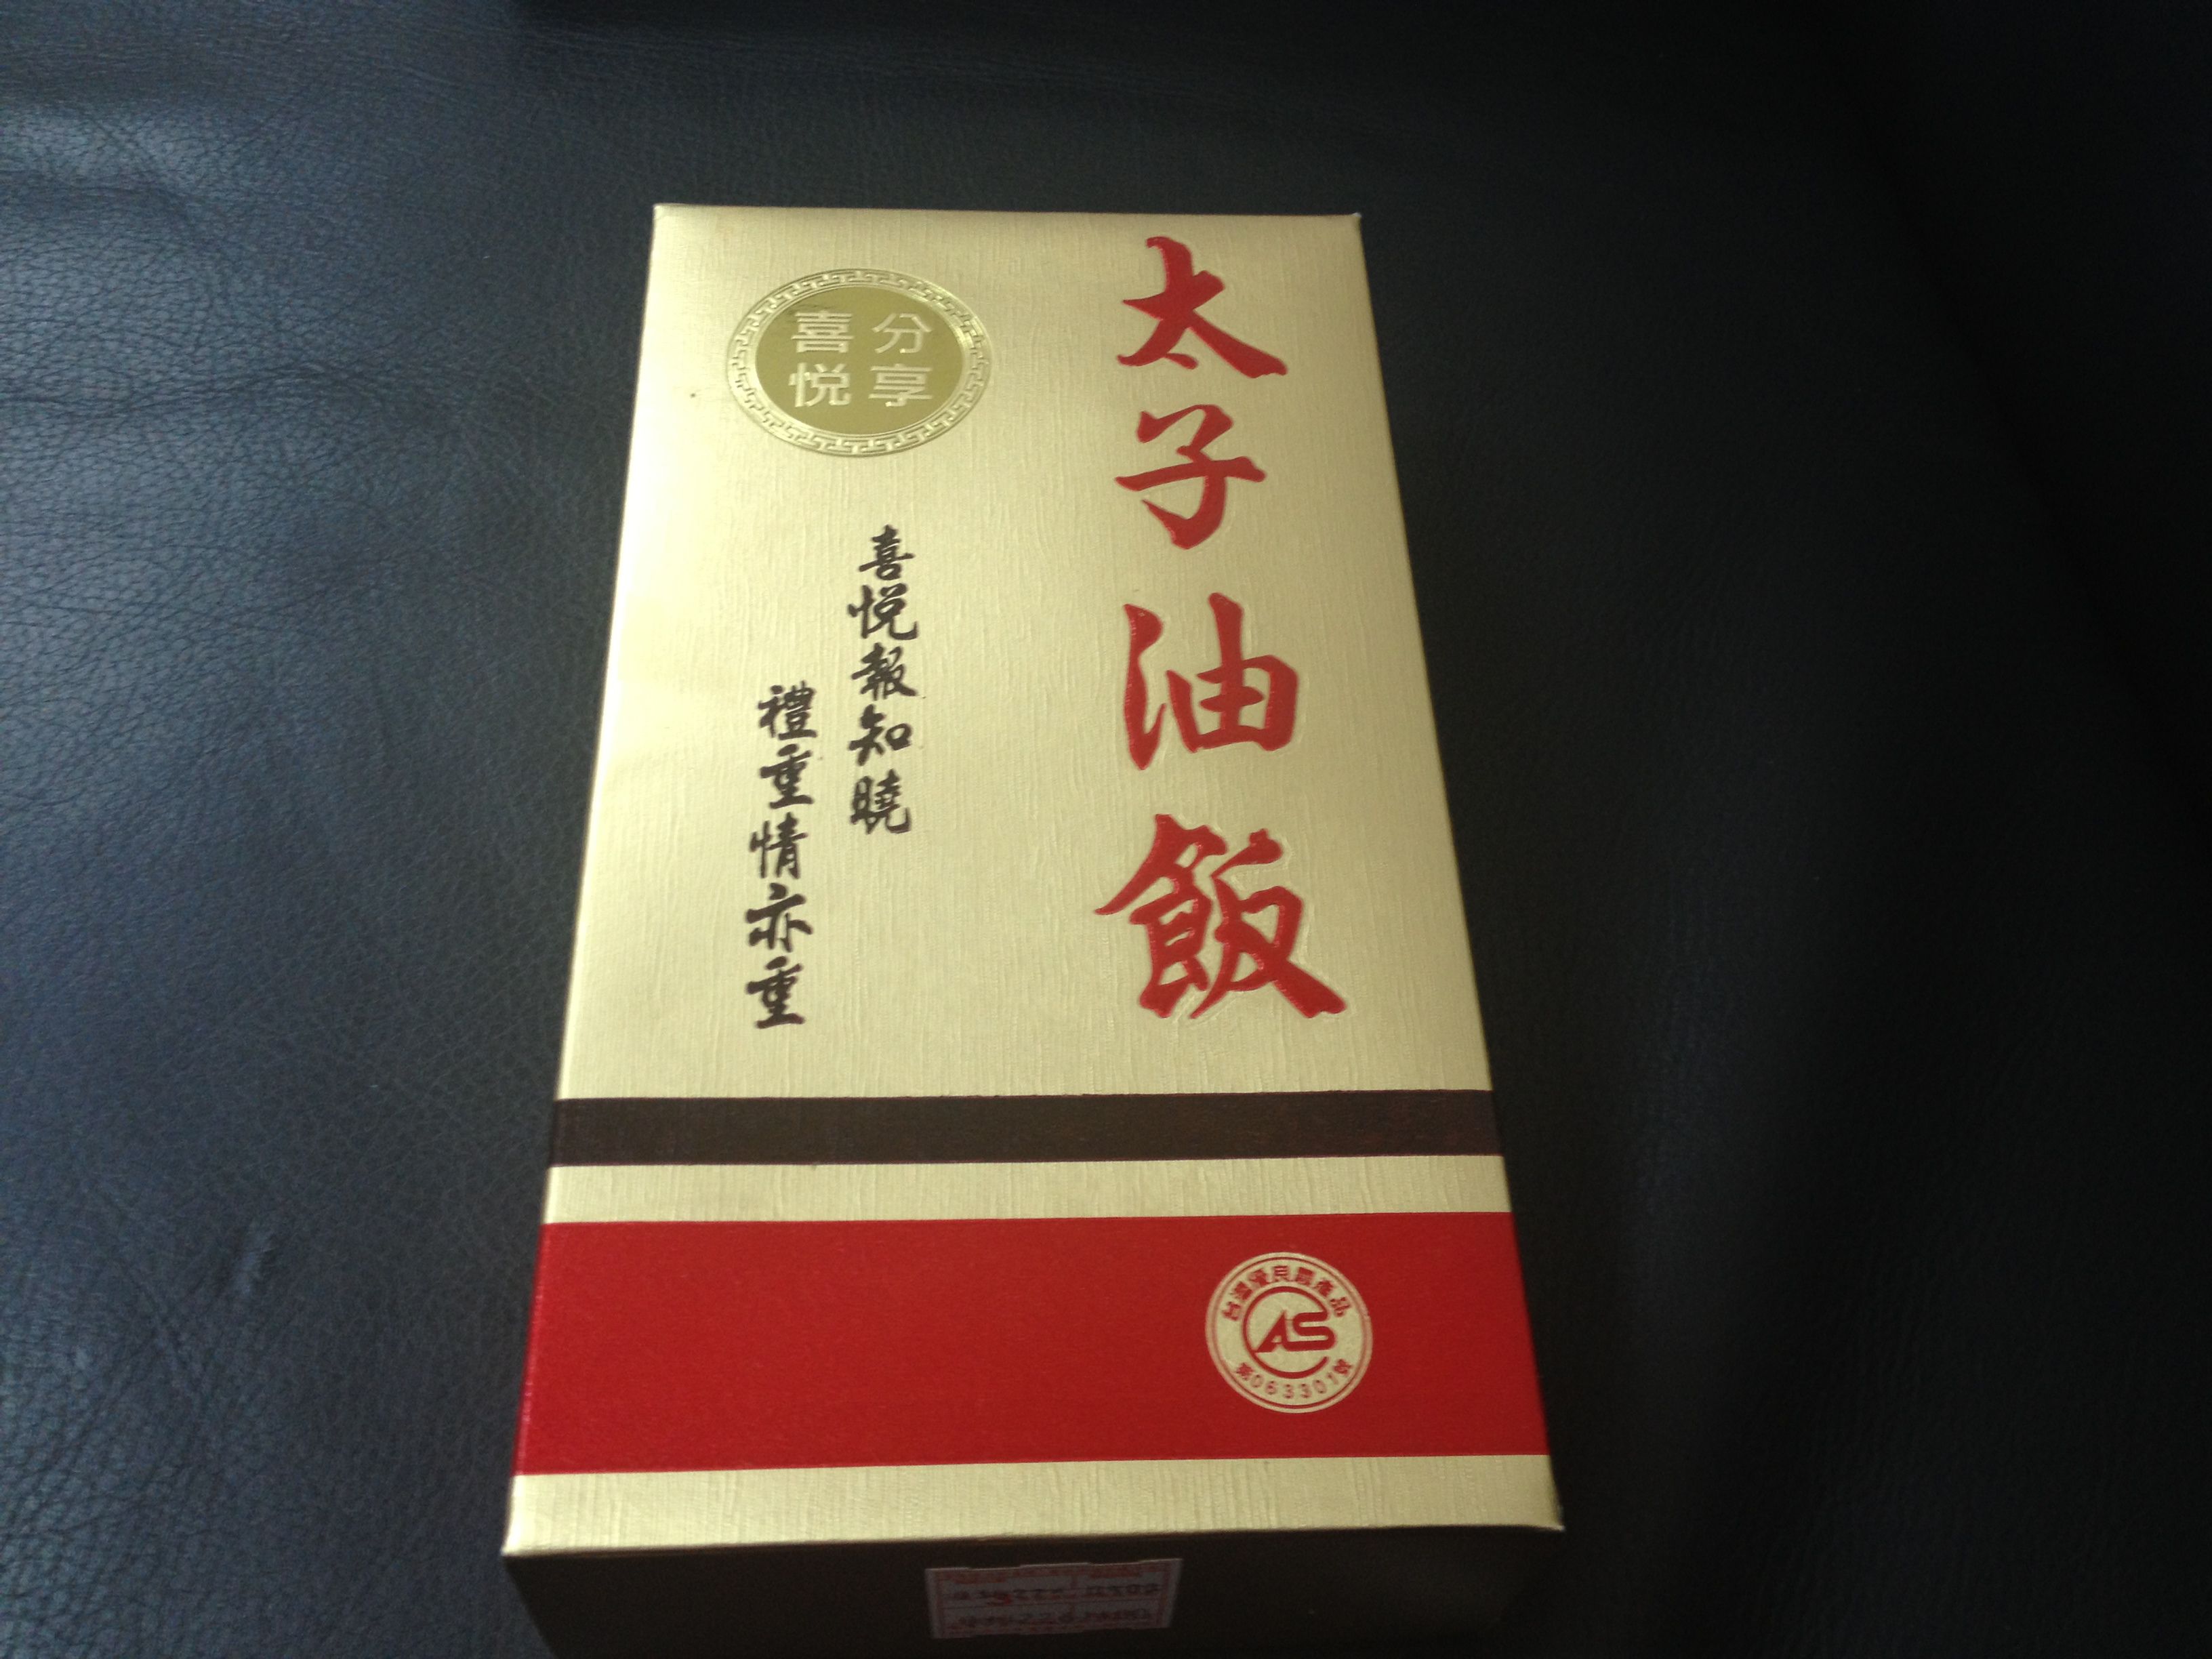 太子油飯
分享
喜悅
喜悅報知曉
禮重情亦重
台灣優良農產品
CAS
第063301號